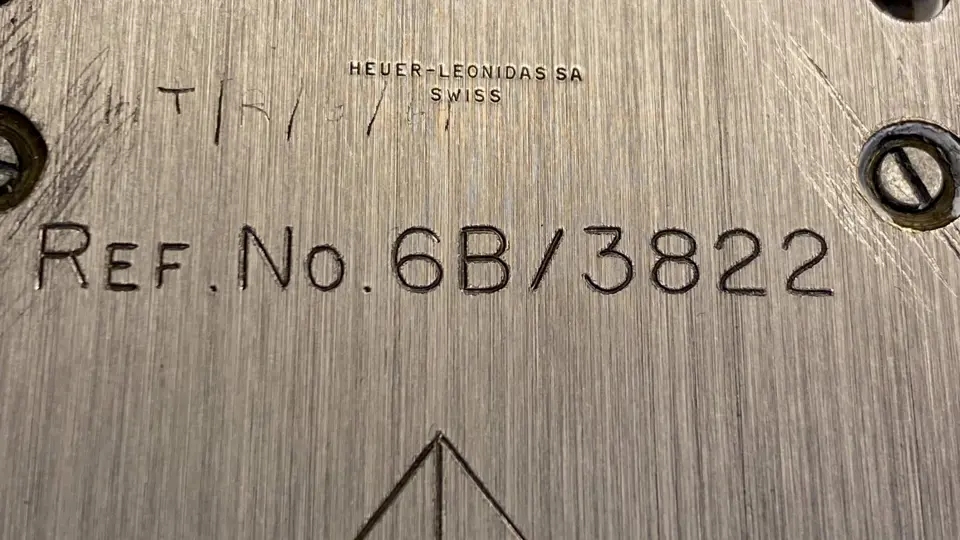 HEUER-LEONIDAS SA
SWISS
REF. NO. 6B/3822